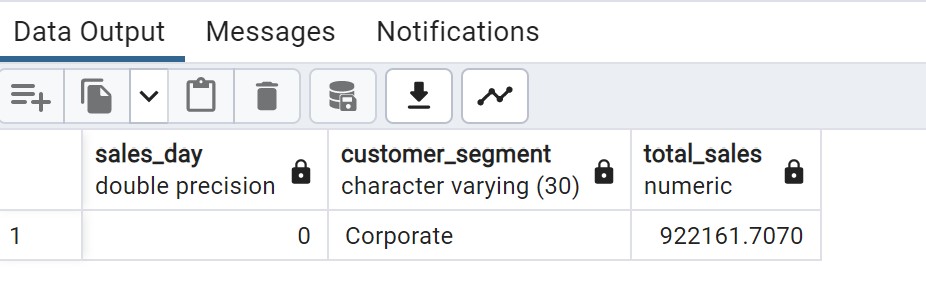 Data Output Messages Notifications
sales_day customer_segment total_sales
double precision character varying (30) numeric
1 0 Corporate 922161.7070